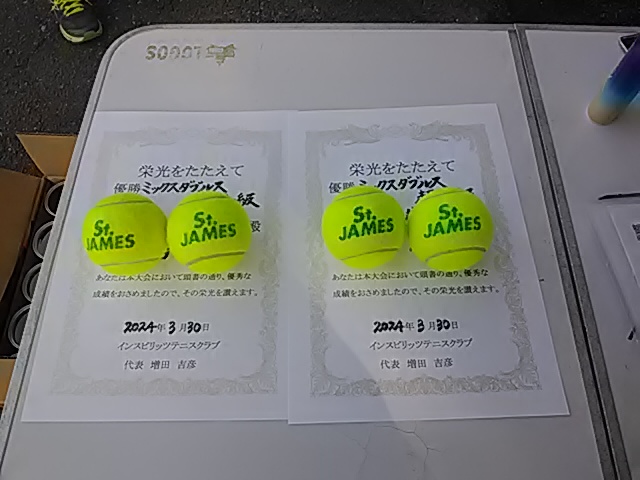 栄光をたたえて
優勝 ミックスダブルス
級
殿
St. JAMES
St. JAMES
あなたは本大会において頭書の通り、優秀な
成績をおさめましたので、その栄光を讃えます。
2024年3月30日
インスピリッツテニスクラブ
代表 増田 吉彦
栄光をたたえて
優勝 ミックスダブルス
St. JAMES
St. JAMES
あなたは本大会において頭書の通り、優秀な
成績をおさめましたので、その栄光を讃えます。
2024年3月30日
インスピリッツテニスクラブ
代表 増田 吉彦